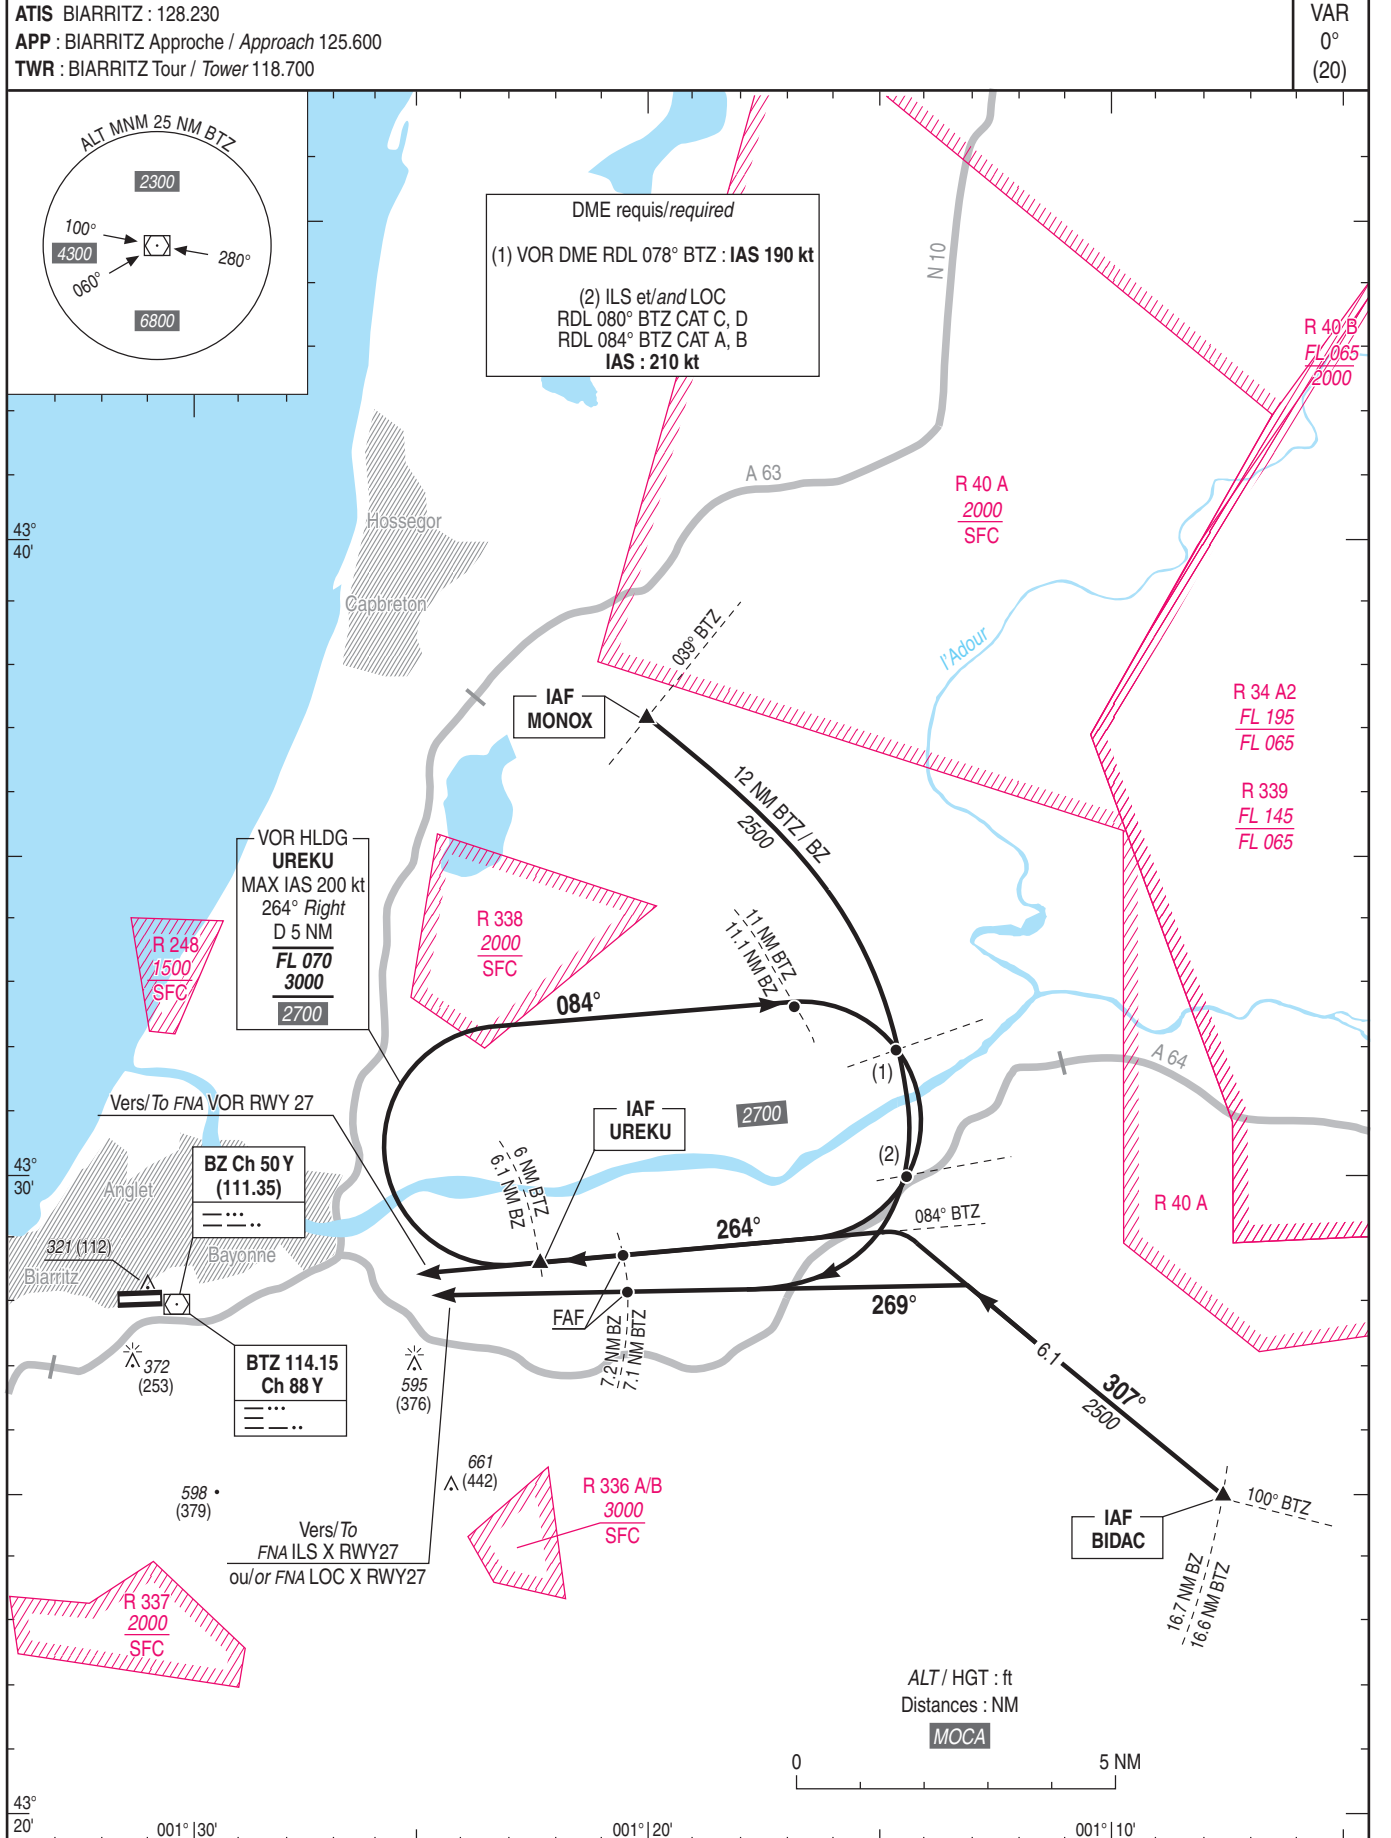 ATIS BIARRITZ : 128.230
APP : BIARRITZ Approche / Approach 125.600
TWR : BIARRITZ Tour / Tower 118.700
VAR
0°
(20)
ALT MNM 25 NM BTZ
2300
100°
4300
060°
280°
6800
DME requis/required
(1) VOR DME RDL 078° BTZ : IAS 190 kt
(2) ILS et/and LOC
RDL 080° BTZ CAT C, D
RDL 084° BTZ CAT A, B
IAS : 210 kt
N 10
R 40 B
FL 065
2000
A 63
R 40 A
2000
SFC
Hossegor
43°
40'
Capbreton
039° BTZ
l'Adour
IAF
MONOX
R 34 A2
FL 195
FL 065
12 NM BTZ / BZ
2500
R 339
FL 145
FL 065
VOR HLDG
UREKU
MAX IAS 200 kt
264° Right
D 5 NM
FL 070
3000
2700
R 338
2000
SFC
R 248
1500
SFC
11 NM BTZ
11.1 NM BZ
084°
(1)
A 64
Vers/To FNA VOR RWY 27
IAF
UREKU
2700
43°
30'
BZ Ch 50 Y
(111.35)
6 NM BTZ
6.1 NM BZ
(2)
Anglet
R 40 A
084° BTZ
264°
321 (112)
Bayonne
Biarritz
FAF
269°
7.2 NM BZ
7.1 NM BTZ
BTZ 114.15
Ch 88 Y
372
(253)
595
(376)
6.1
307°
2500
661
(442)
R 336 A/B
3000
SFC
598
(379)
100° BTZ
IAF
BIDAC
Vers/To
FNA ILS X RWY27
ou/or FNA LOC X RWY27
16.7 NM BZ
16.6 NM BTZ
R 337
2000
SFC
ALT / HGT : ft
Distances : NM
MOCA
0
5 NM
43°
20'
001° 30'
001° 20'
001° 10'